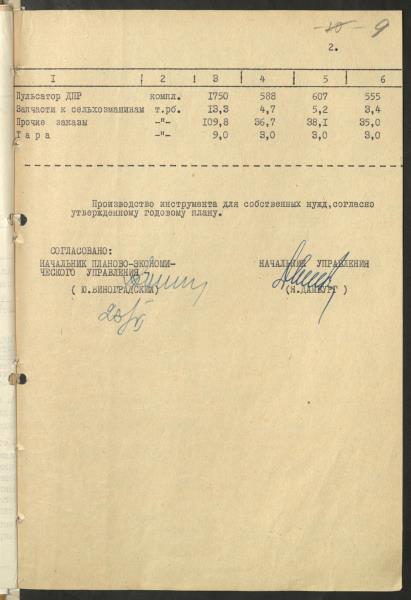 9
2.
I 2 3 4 5 6
Пульсатор ДПР компл. 1750 588 607 555
Запчасти к сельхозмашинам т.рб. 13,3 4,7 5,2 3,4
Прочие заказы -"- 109,8 36,7 38,1 35,0
Т а р а -"- 9,0 3,0 3,0 3,0
Производство инструмента для собственных нужд,согласно
утвержденному годовому плану.
СОГЛАСОВАНО:
НАЧАЛЬНИК ПЛАНОВО-ЭКОНОМИ-
ЧЕСКОГО УПРАВЛЕНИЯ
НАЧАЛЬНИК УПРАВЛЕНИЯ
( Ю.ВИНОГРАДСКИЙ)